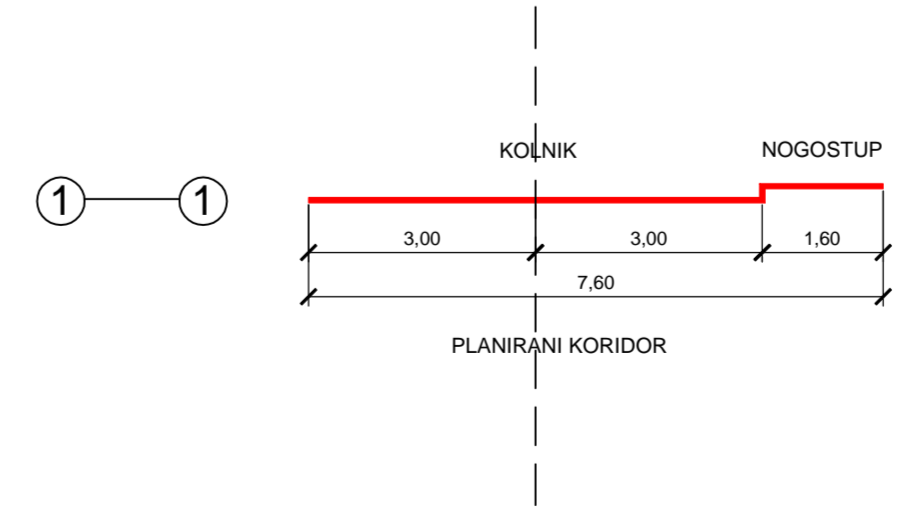 KOLNIK NOGOSTUP
1 1
3,00 3,00 1,60
7,60
PLANIRANI KORIDOR